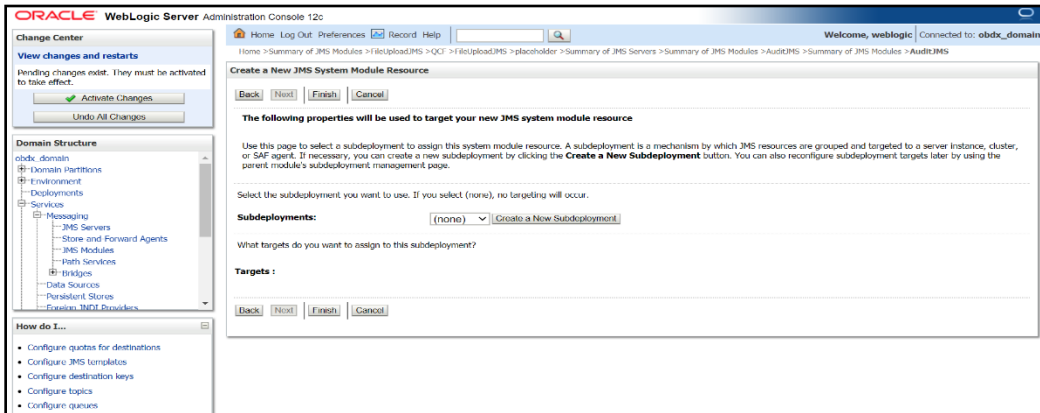 ORACLE WebLogic Server Administration Console 12c
Change Center
View changes and restarts
Pending changes exist. They must be activated
to take effect.
Activate Changes
Undo All Changes
Domain Structure
obdx_domain
Domain Partitions
Environment
Deployments
Services
Messaging
JMS Servers
Store and Forward Agents
JMS Modules
Path Services
Bridges
Data Sources
Persistent Stores
Foreign JNDI Providers
How do I...
Configure quotas for destinations
Configure JMS templates
Configure destination keys
Configure topics
Configure queues
Home Log Out Preferences Record Help
Welcome, weblogic Connected to: obdx_domain
Home >Summary of JMS Modules >FileUploadJMS >QCF >FileUploadJMS >placeholder >Summary of JMS Servers >Summary of JMS Modules >AuditJMS >Summary of JMS Modules >AuditJMS
Create a New JMS System Module Resource
Back Next Finish Cancel
The following properties will be used to target your new JMS system module resource
Use this page to select a subdeployment to assign this system module resource. A subdeployment is a mechanism by which JMS resources are grouped and targeted to a server instance, cluster,
or SAF agent. If necessary, you can create a new subdeployment by clicking the Create a New Subdeployment button. You can also reconfigure subdeployment targets later by using the
parent module's subdeployment management page.
Select the subdeployment you want to use. If you select (none), no targeting will occur.
Subdeployments: (none) Create a New Subdeployment
What targets do you want to assign to this subdeployment?
Targets :
Back Next Finish Cancel